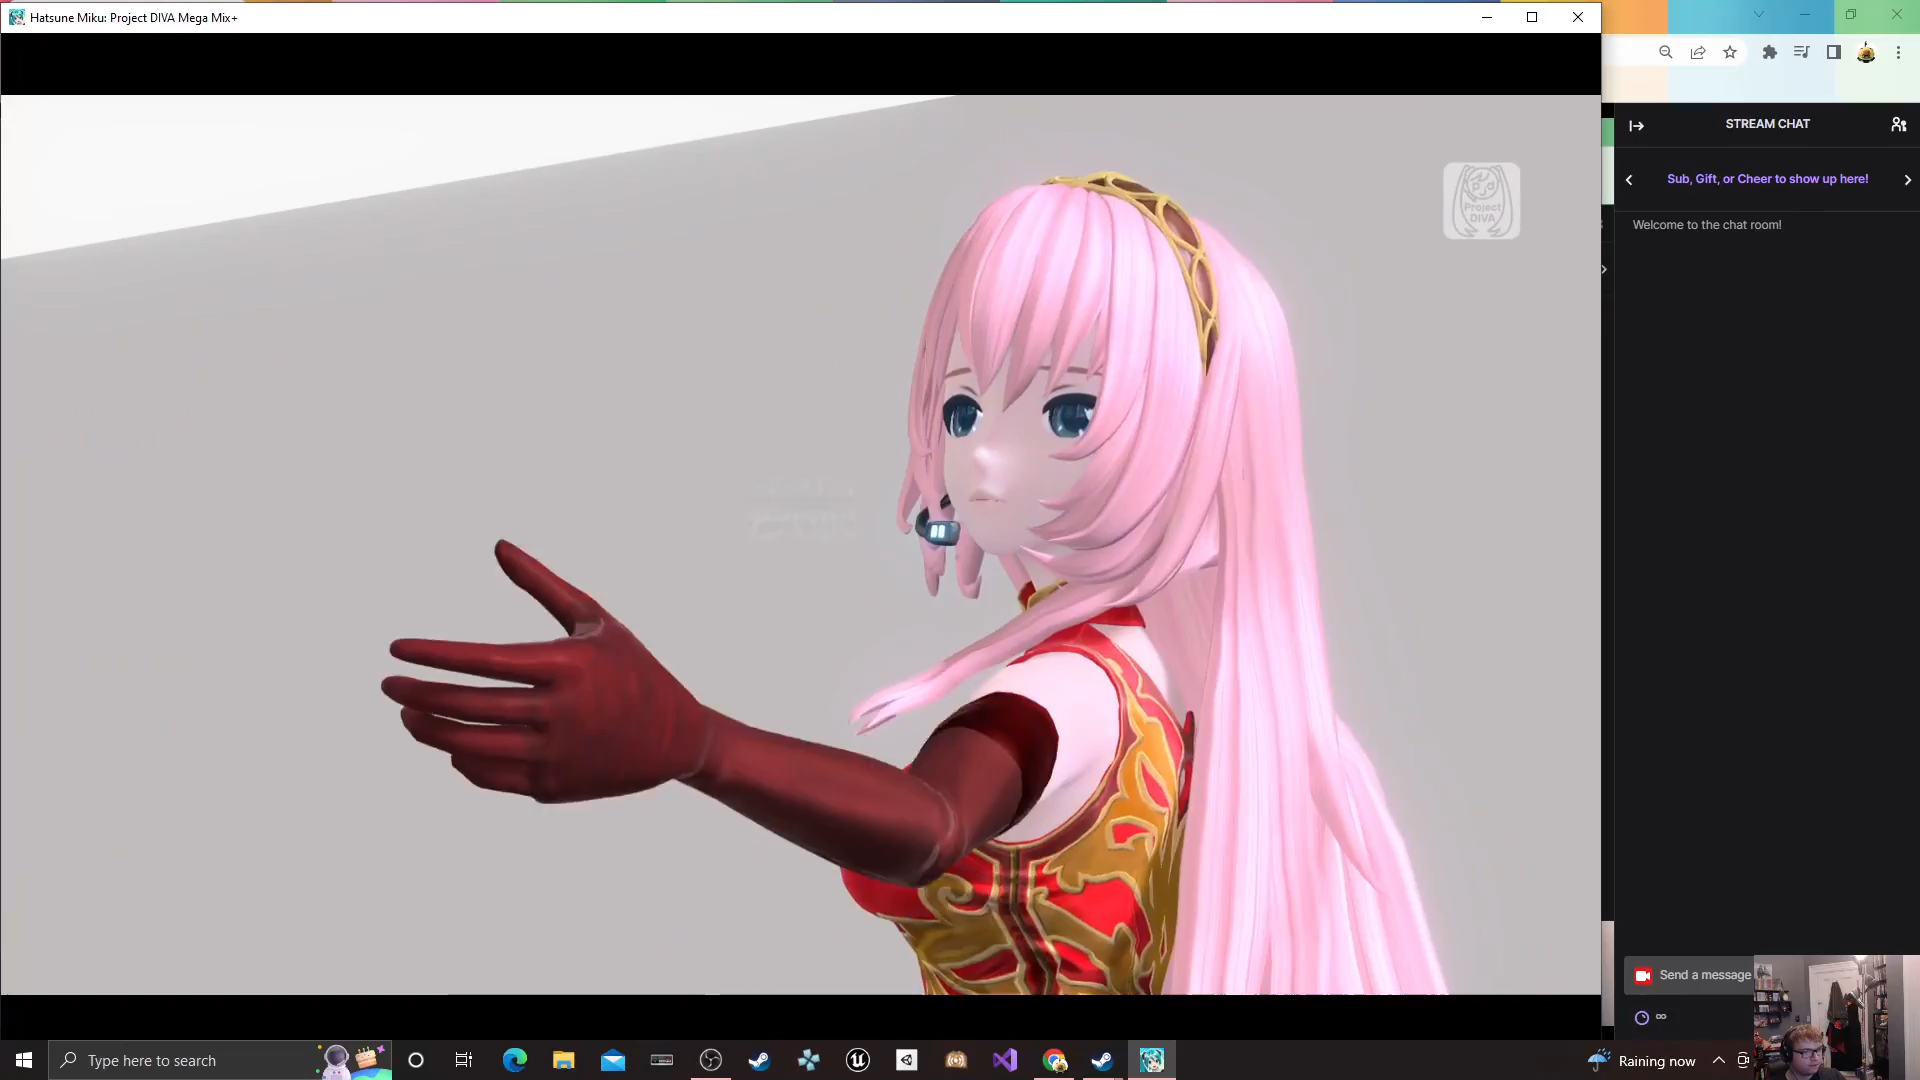 Hatsune Miku: Project DIVA Mega Mix+
Project
DIVA
STREAM CHAT
Sub, Gift, or Cheer to show up here!
Welcome to the chat room!
Send a message
Type here to search
Raining now